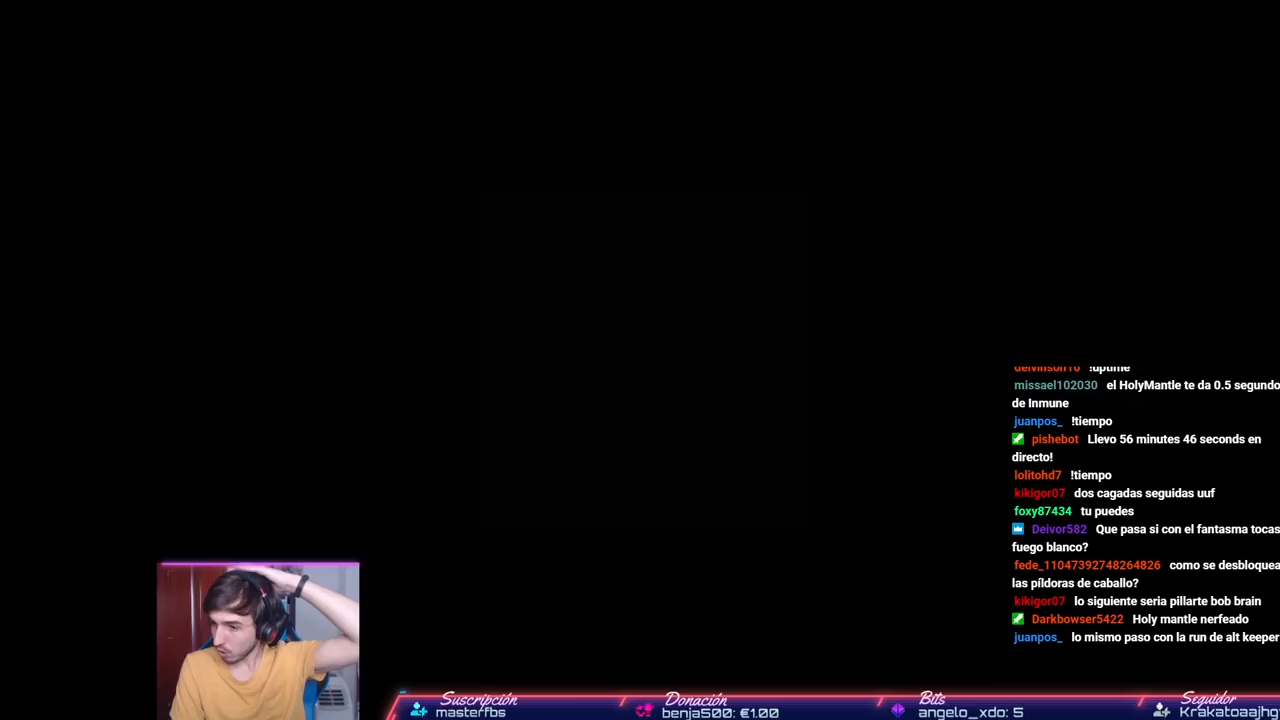 deivinson16 !uptime
missael102030 el HolyMantle te da 0.5 segundo
de Inmune
juanpos_ !tiempo
pishebot Llevo 56 minutes 46 seconds en
directo!
lolitohd7 !tiempo
kikigor07 dos cagadas seguidas uuf
foxy87434 tu puedes
Deivor582 Que pasa si con el fantasma tocas
fuego blanco?
fede_11047392748264826 como se desbloquea
las píldoras de caballo?
kikigor07 lo siguiente seria pillarte bob brain
Darkbowser5422 Holy mantle nerfeado
juanpos_ lo mismo paso con la run de alt keeper
Suscripción Donación Bits Seguidor
masterfbs benja500: €1.00 angelo_xdo: 5 Krakatoaajhq